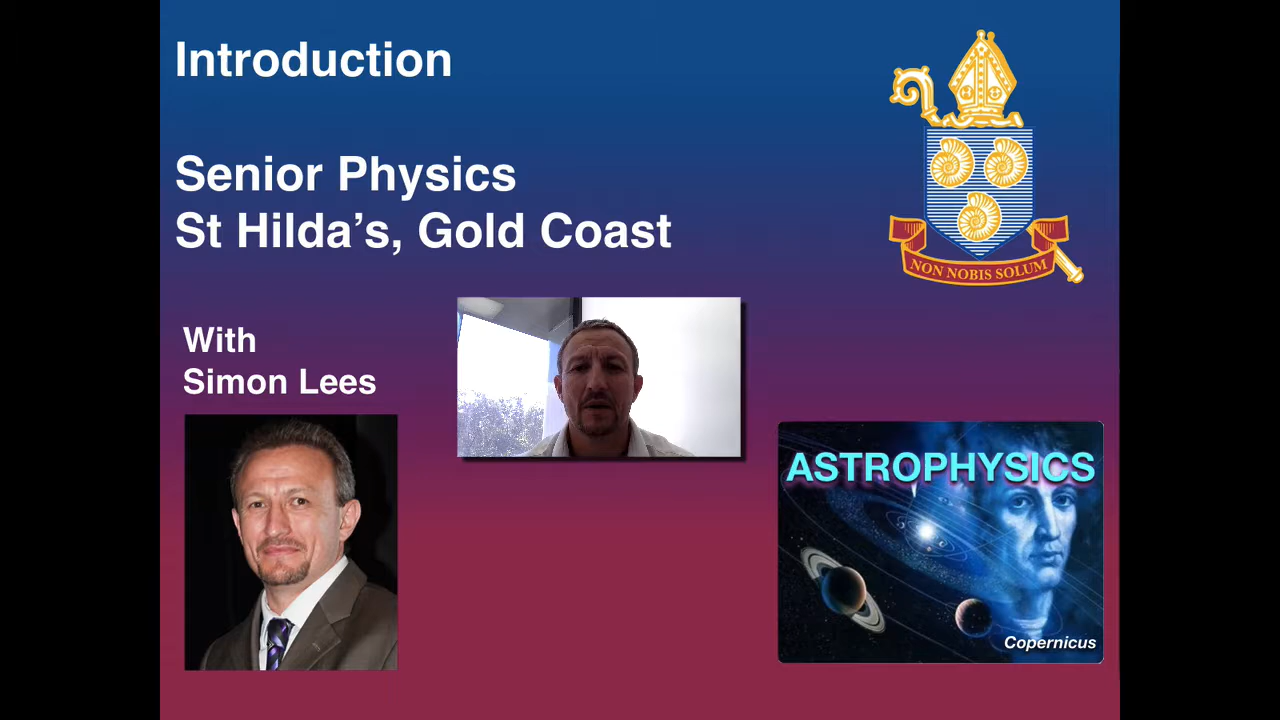 Introduction
Senior Physics
St Hilda’s, Gold Coast
NON NOBIS SOLUM
With
Simon Lees
ASTROPHYSICS
Copernicus